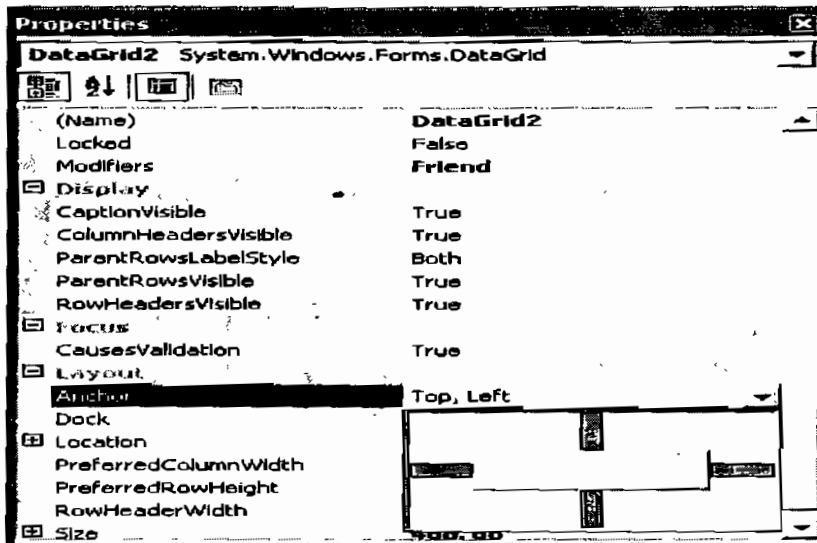 Properties
DataGrid2 System.Windows.Forms.DataGrid
(Name) DataGrid2
Locked False
Modifiers Friend
Display
CaptionVisible True
ColumnHeadersVisible True
ParentRowsLabelStyle Both
ParentRowsVisible True
RowHeadersVisible True
Focus
CausesValidation True
Layout
Anchor Top, Left
Dock
Location
PreferredColumnWidth
PreferredRowHeight
RowHeaderWidth
Size